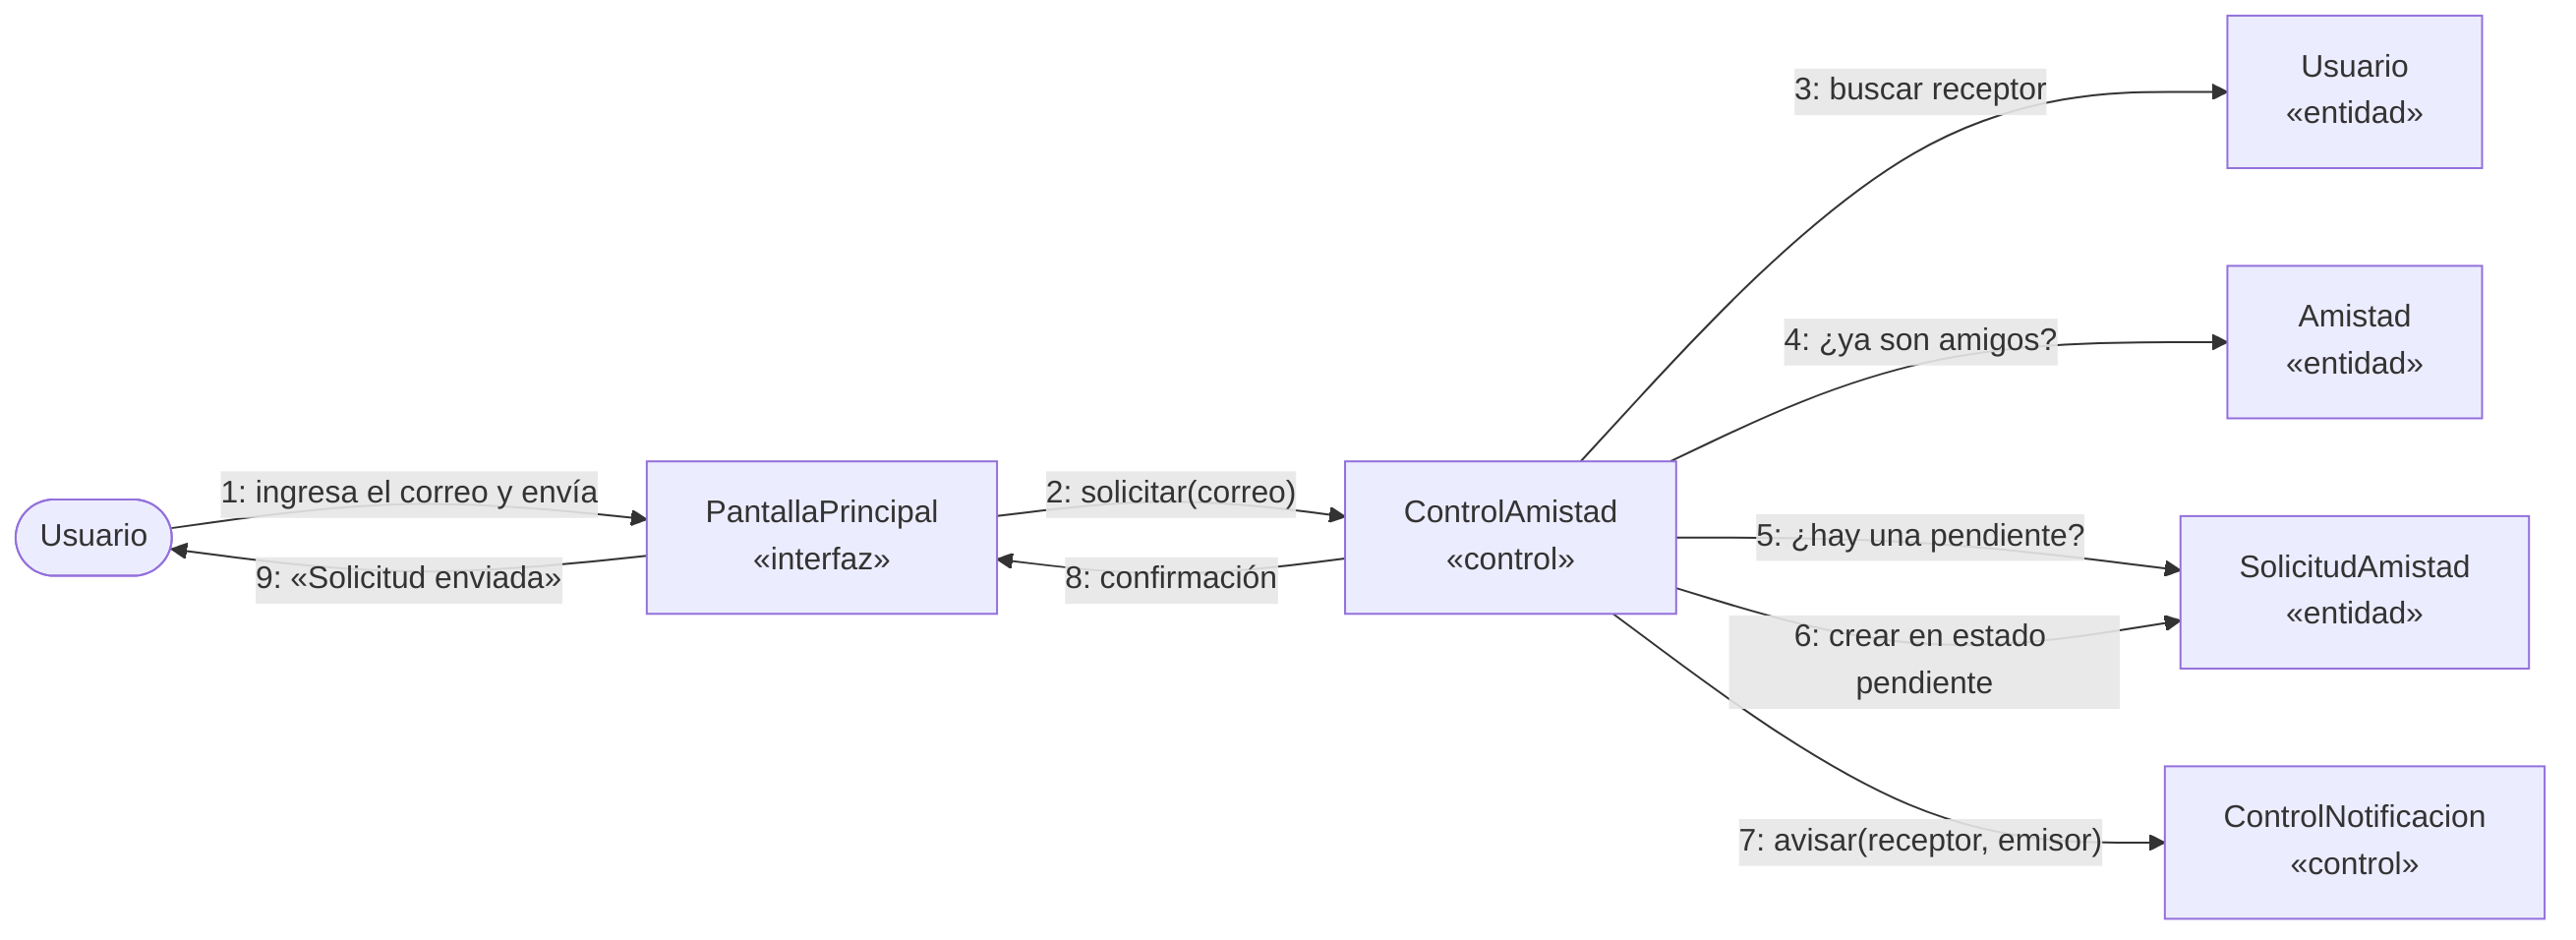 Usuario
«entidad»
3: buscar receptor
Amistad
«entidad»
4: ¿ya son amigos?
1: ingresa el correo y envía
2: solicitar(correo)
Usuario
PantallaPrincipal
«interfaz»
ControlAmistad
«control»
5: ¿hay una pendiente?
9: «Solicitud enviada»
8: confirmación
SolicitudAmistad
«entidad»
6: crear en estado
pendiente
7: avisar(receptor, emisor)
ControlNotificacion
«control»